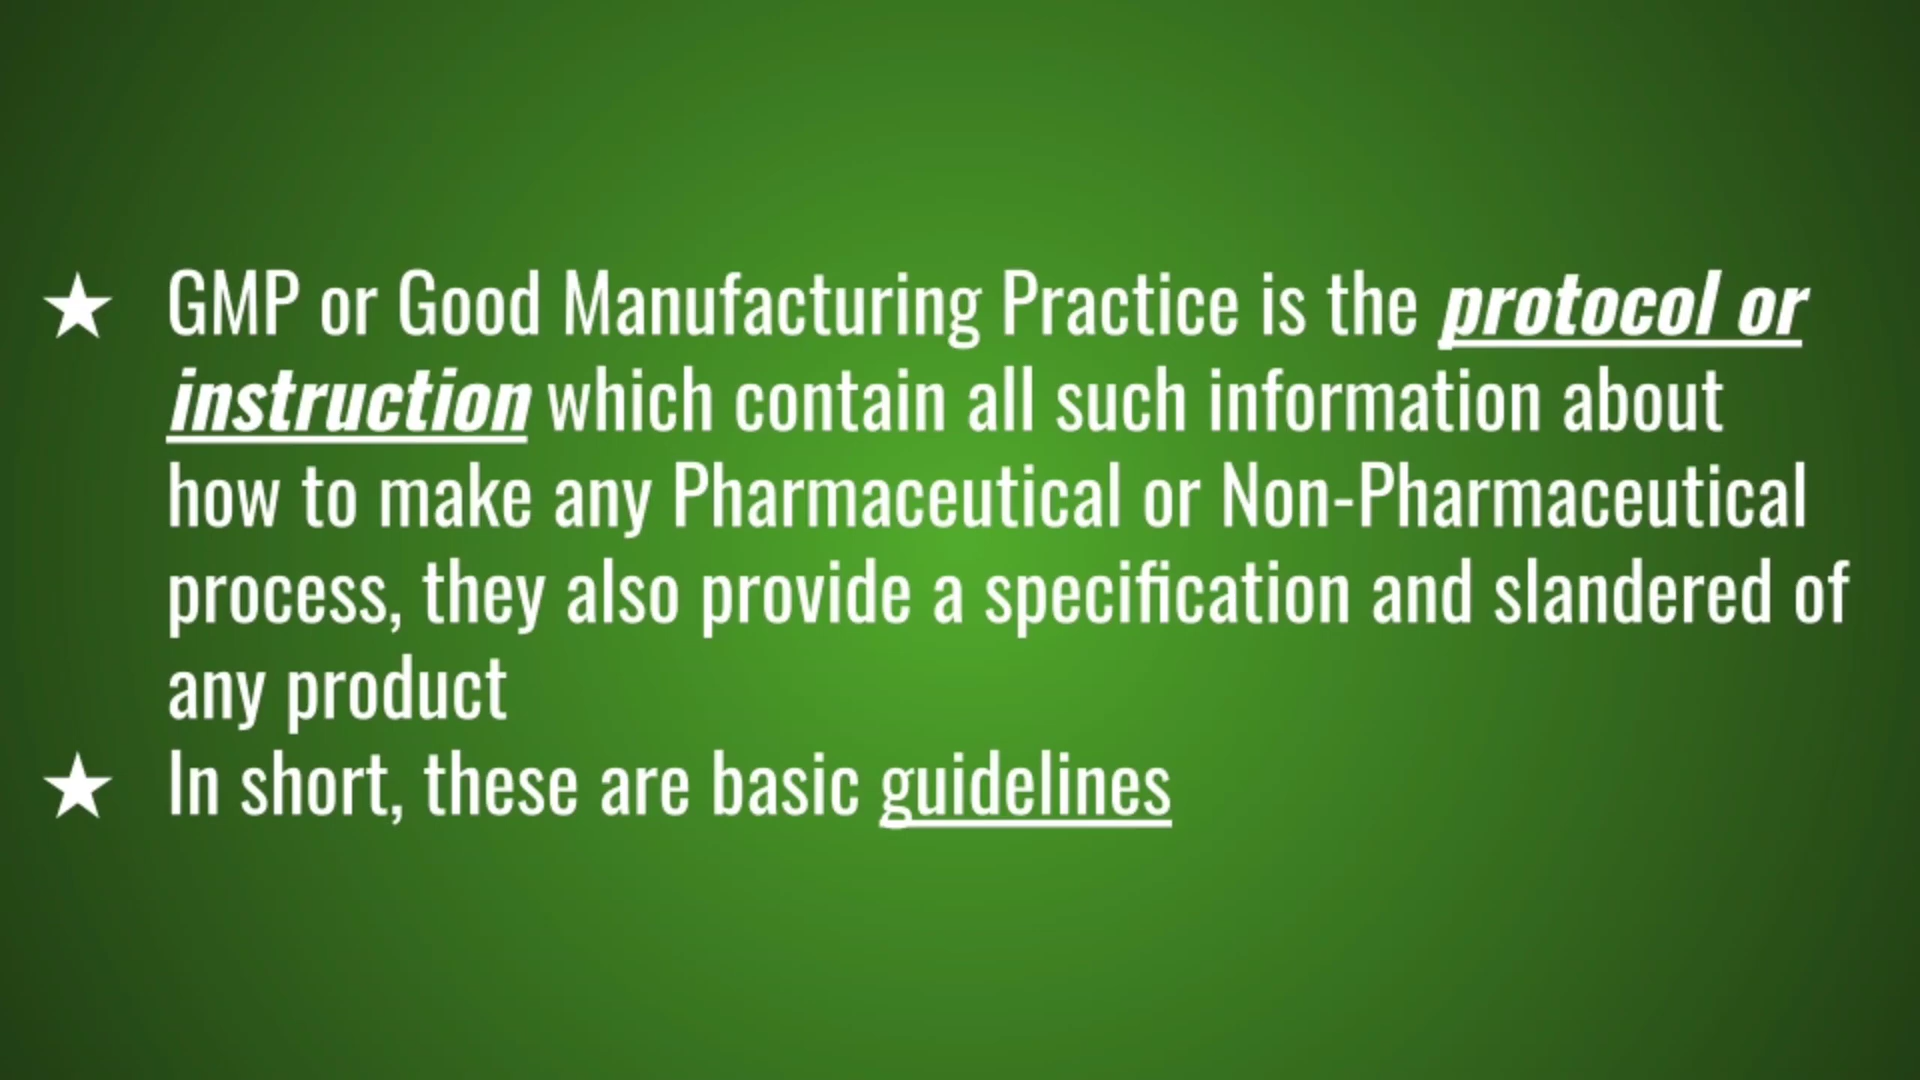 ★ GMP or Good Manufacturing Practice is the protocol or
instruction which contain all such information about
how to make any Pharmaceutical or Non-Pharmaceutical
process, they also provide a specification and slandered of
any product
★ In short, these are basic guidelines